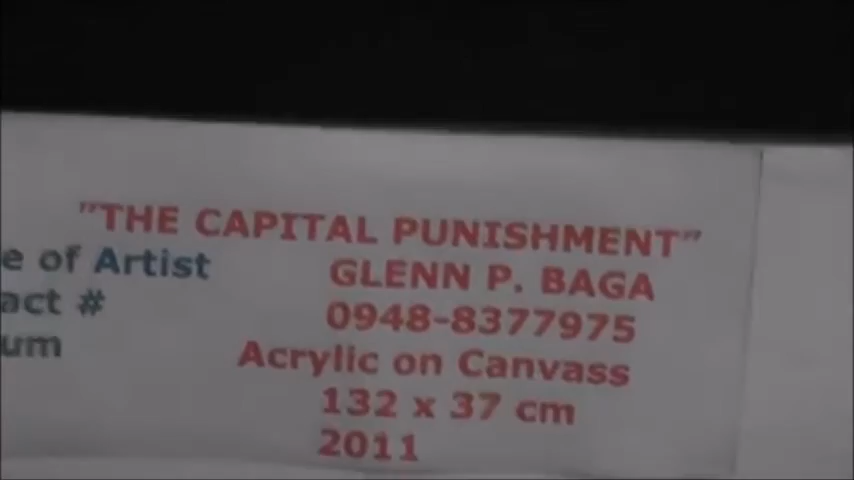 "THE CAPITAL PUNISHMENT"
e of Artist GLENN P. BAGA
act # 0948-8377975
um Acrylic on Canvass
132 x 37 cm
2011